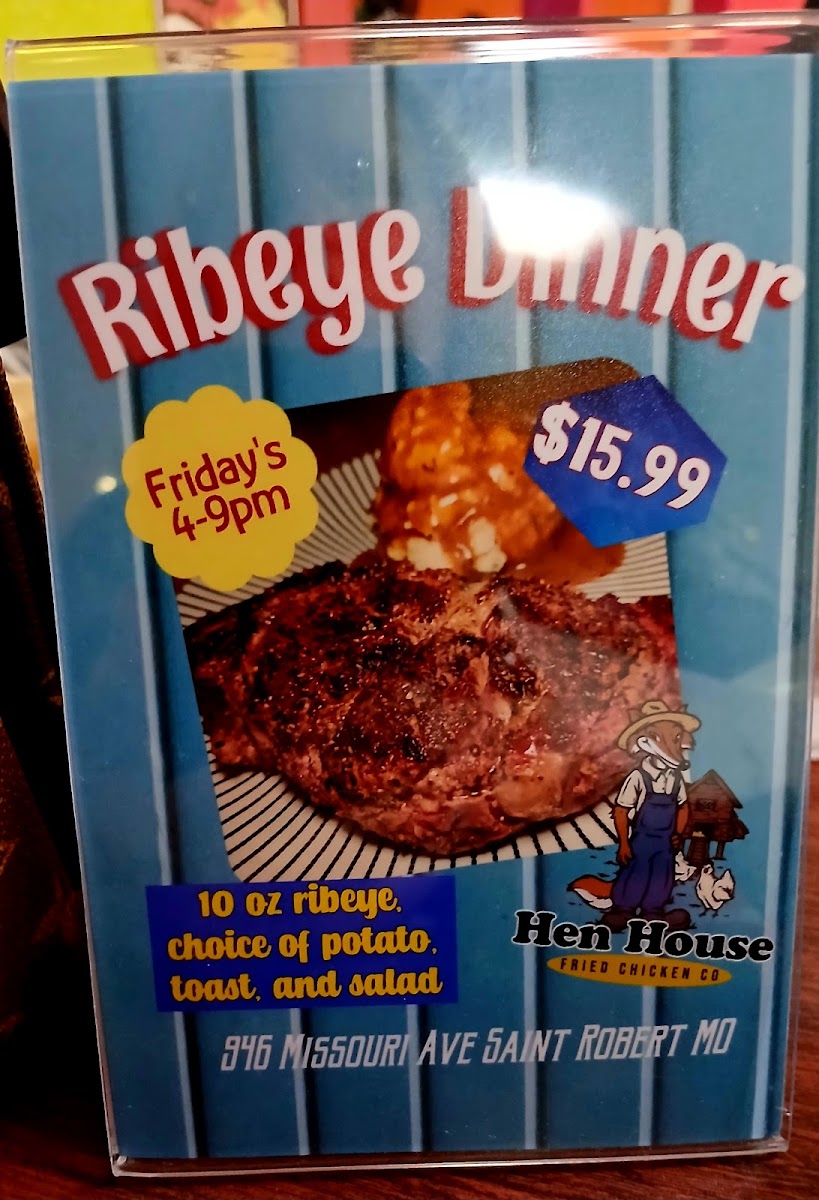 Ribeye Dinner
Friday's
4-9pm
$15.99
10 oz ribeye,
choice of potato,
toast, and salad
Hen House
FRIED CHICKEN CO
946 MISSOURI AVE SAINT ROBERT MO